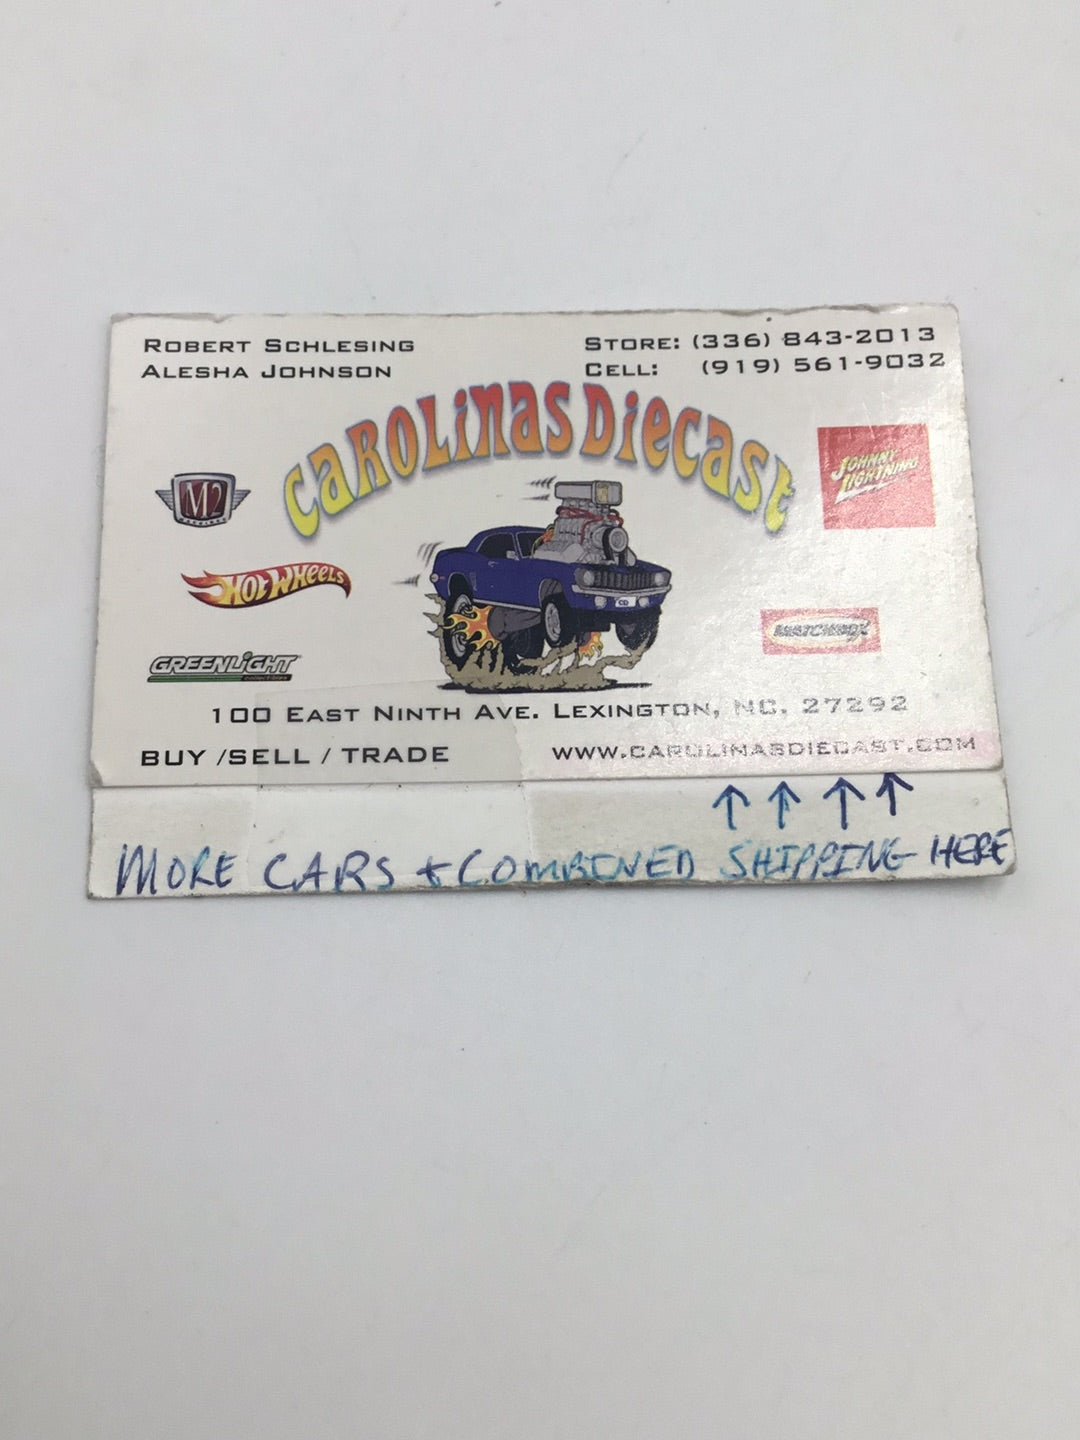 ROBERT SCHLESING
ALESHA JOHNSON
STORE: (336) 843-2013
CELL: (919) 561-9032
CAROLINAS DIECAST
M2
JOHNNY LIGHTNING
HOT WHEELS
CD
MATCHBOX
GREENLIGHT
collectibles
100 EAST NINTH AVE. LEXINGTON, NC. 27292
BUY /SELL / TRADE
WWW.CAROLINASDIECAST.COM
MORE CARS + COMBINED SHIPPING HERE